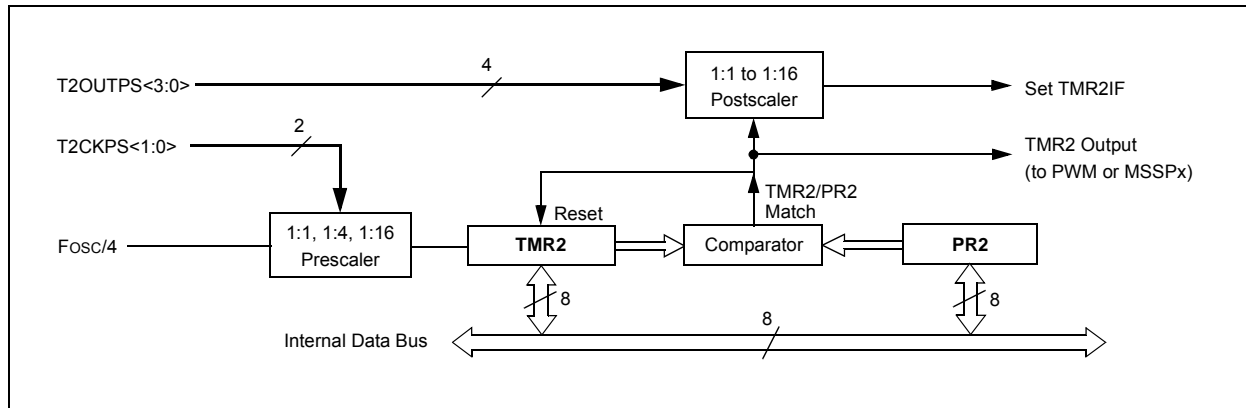 T2OUTPS<3:0>
4
1:1 to 1:16
Postscaler
Set TMR2IF
T2CKPS<1:0>
2
TMR2 Output
(to PWM or MSSPx)
TMR2/PR2
Match
Reset
FOSC/4
1:1, 1:4, 1:16
Prescaler
TMR2
Comparator
PR2
8
8
8
Internal Data Bus